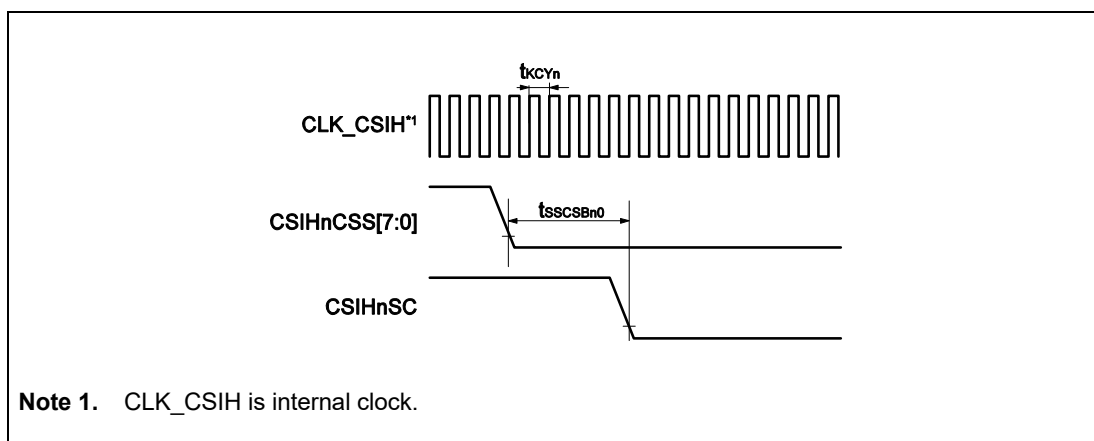 tKCYn
CLK_CSIH*1
CSIHnCSS[7:0]
tSSCSBn0
CSIHnSC
Note 1. CLK_CSIH is internal clock.